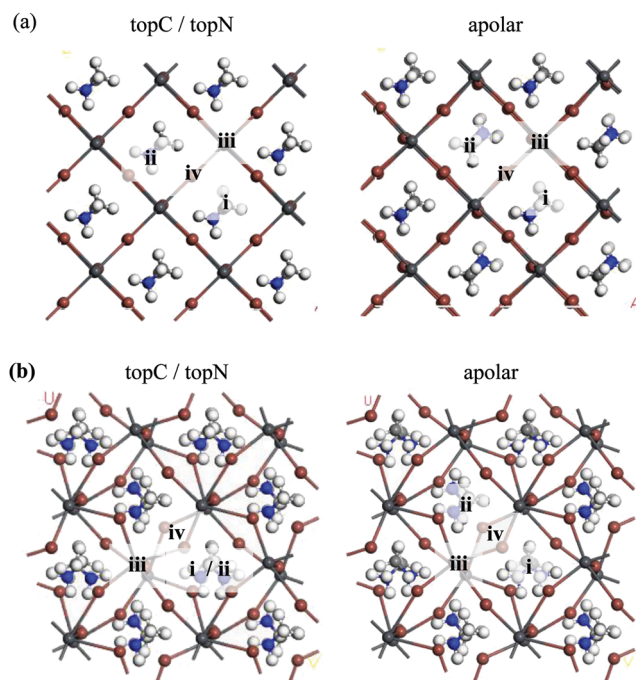 (a)
topC / topN
apolar
iii
iii
ii
ii
iv
iv
i
i
A
(b)
topC / topN
apolar
U
U
ii
iv
iv
iii
i / ii
iii
i
V